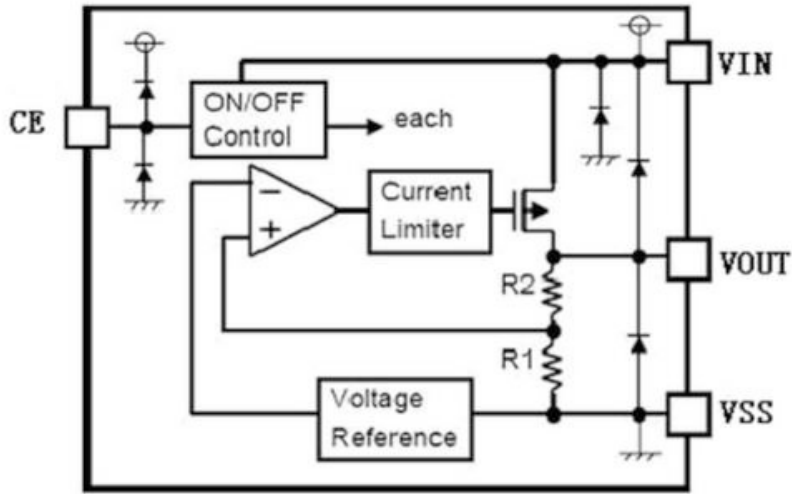 VIN
ON/OFF
Control
each
CE
−
+
Current
Limiter
VOUT
R2
R1
Voltage
Reference
VSS